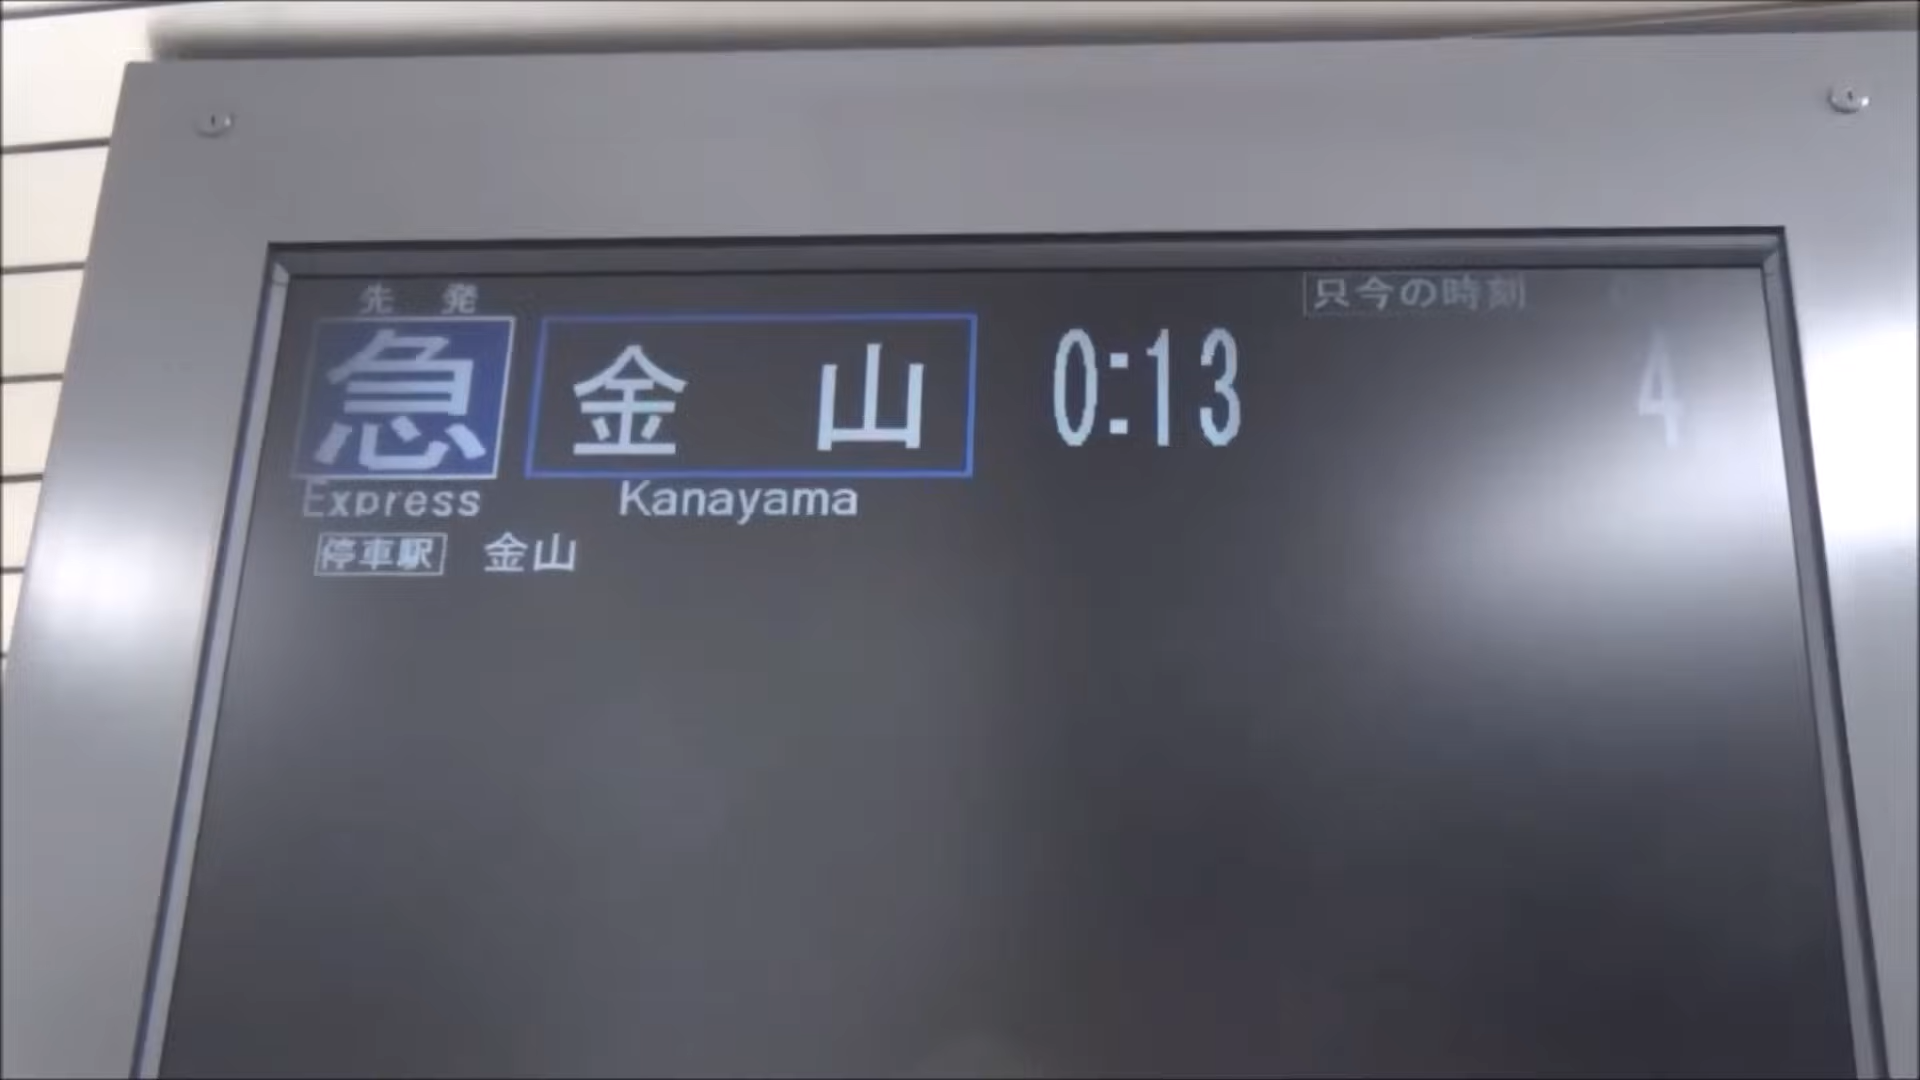 先発 只今の時刻
急 金山 0:13 4
Express Kanayama
停車駅 金山